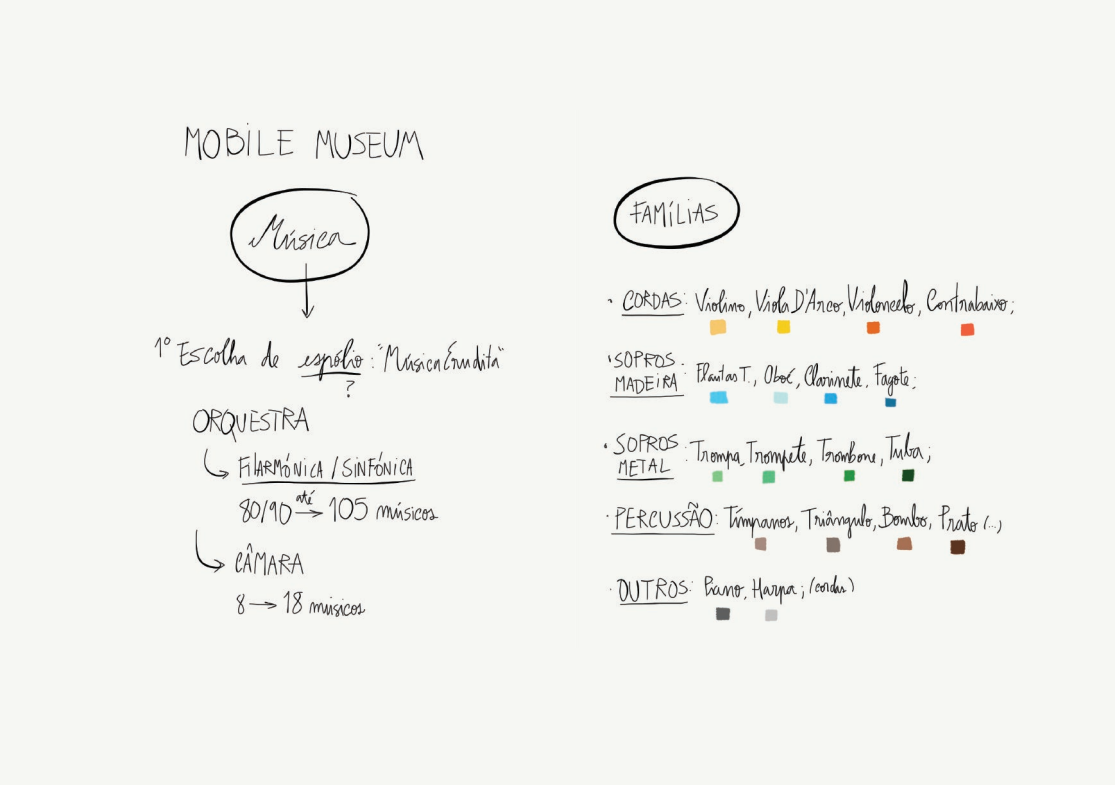 MOBILE MUSEUM
Música
1º Escolha de espólio: "Música Erudita"
?
ORQUESTRA
FILARMÓNICA / SINFÓNICA
80/90 até → 105 músicos
CÂMARA
8 → 18 músicos
FAMÍLIAS
· CORDAS: Violino, Viola D'Arco, Violoncelo, Contrabaixo;
· SOPROS MADEIRA: Flautas T., Oboé, Clarinete, Fagote;
· SOPROS METAL: Trompa, Trompete, Trombone, Tuba;
· PERCUSSÃO: Tímpanos, Triângulo, Bombo, Prato (...)
· OUTROS: Piano, Harpa; (cordas)